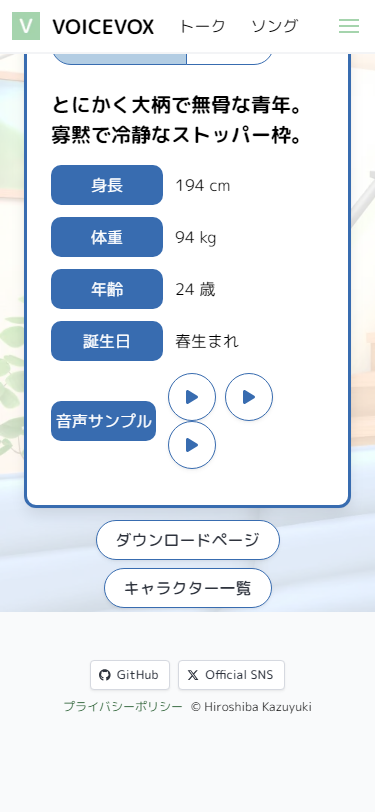 V VOICEVOX トーク ソング
とにかく大柄で無骨な青年。
寡黙で冷静なストッパー枠。
身長 194 cm
体重 94 kg
年齢 24 歳
誕生日 春生まれ
音声サンプル
ダウンロードページ
キャラクター一覧
GitHub Official SNS
プライバシーポリシー © Hiroshiba Kazuyuki